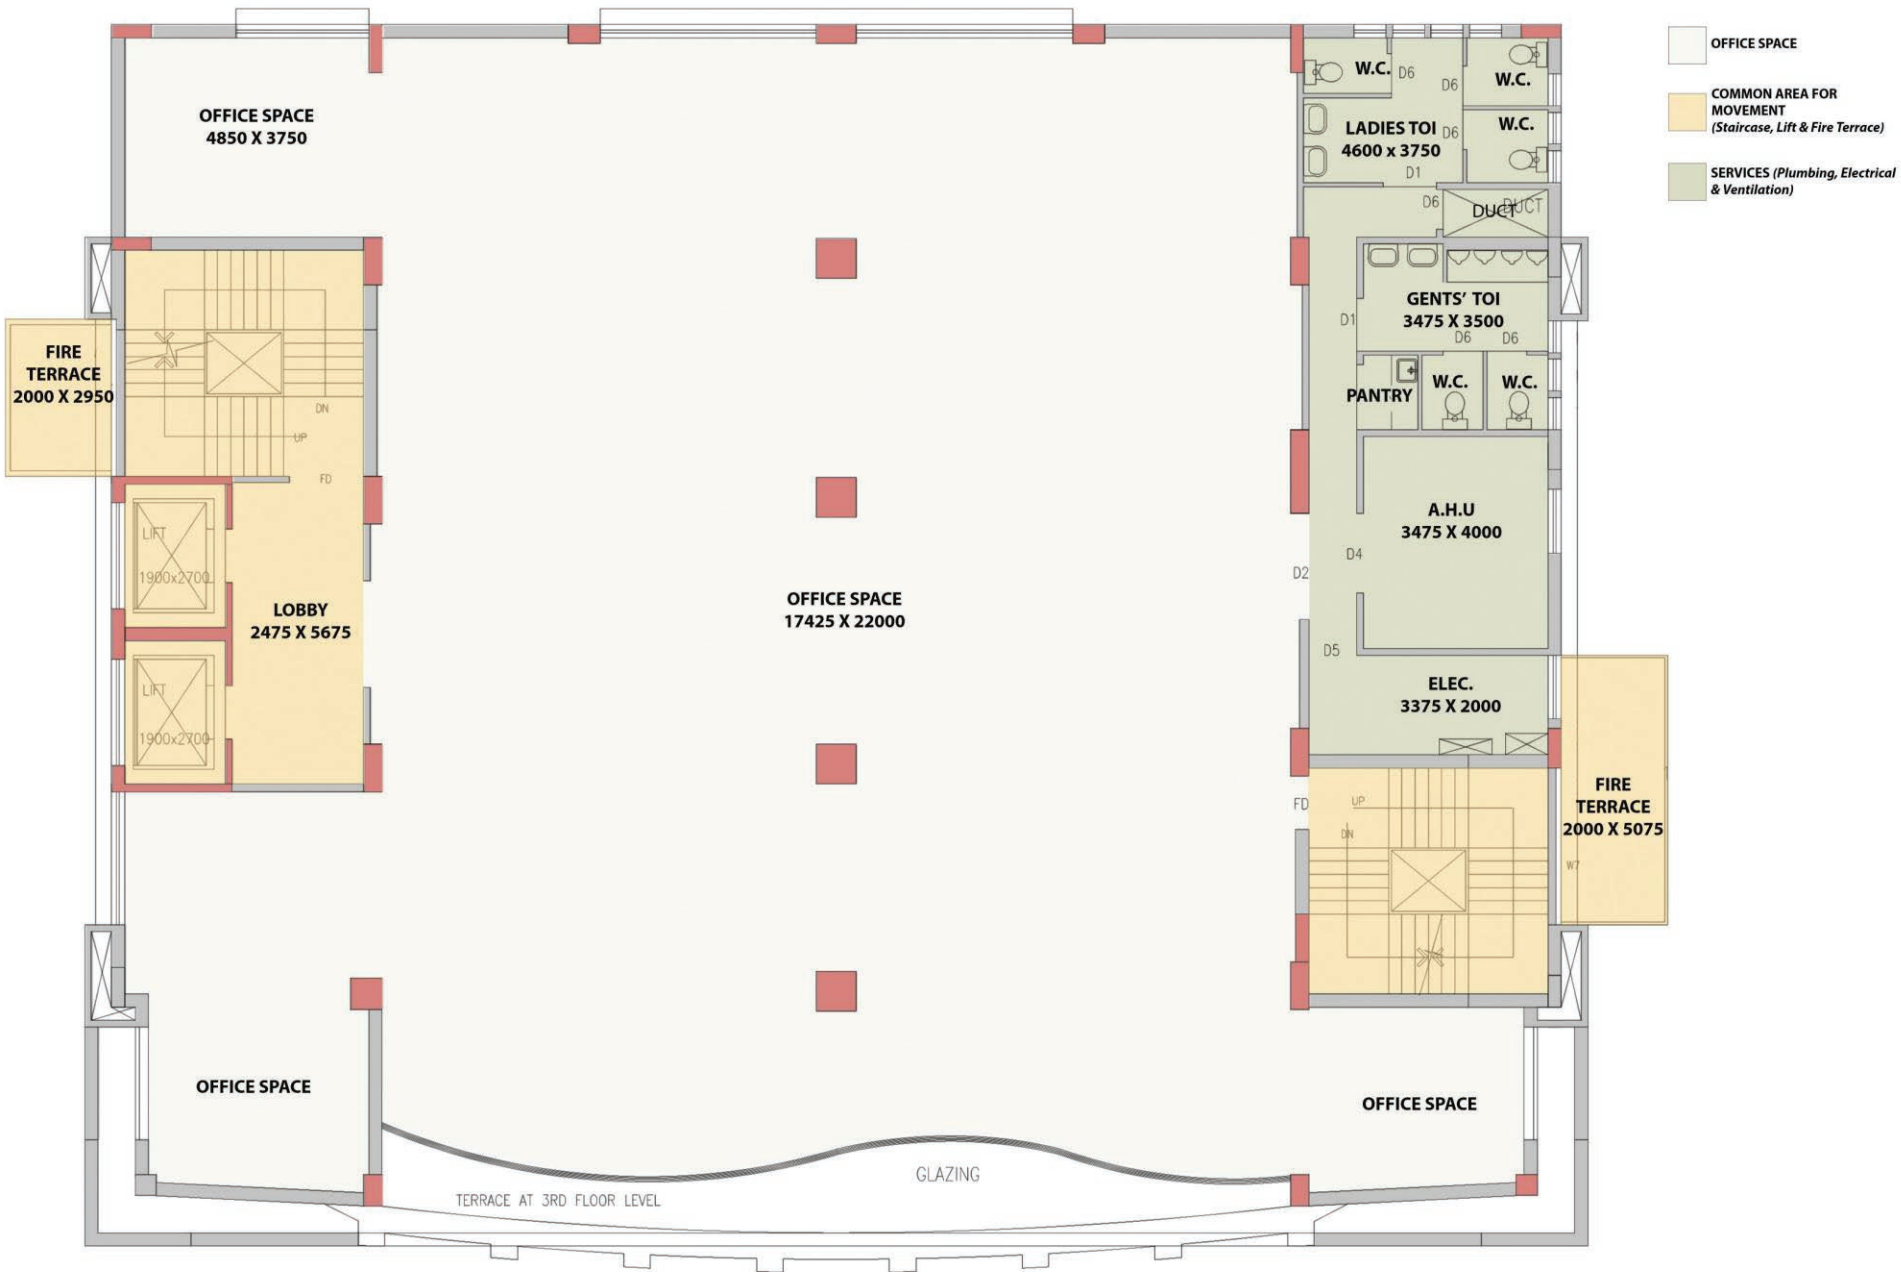 OFFICE SPACE
COMMON AREA FOR
MOVEMENT
(Staircase, Lift & Fire Terrace)
SERVICES (Plumbing, Electrical
& Ventilation)
OFFICE SPACE
4850 X 3750
W.C.
D6
D6
W.C.
LADIES TOI
4600 x 3750
D6
W.C.
D1
D6
DUCT
DUCT
GENTS' TOI
3475 X 3500
D1
D6
D6
PANTRY
W.C.
W.C.
FIRE
TERRACE
2000 X 2950
DN
UP
FD
LIFT
1900x2700
LOBBY
2475 X 5675
LIFT
1900x2700
OFFICE SPACE
17425 X 22000
A.H.U
3475 X 4000
D4
D2
D5
ELEC.
3375 X 2000
FD
UP
DN
FIRE
TERRACE
2000 X 5075
W7
OFFICE SPACE
OFFICE SPACE
GLAZING
TERRACE AT 3RD FLOOR LEVEL